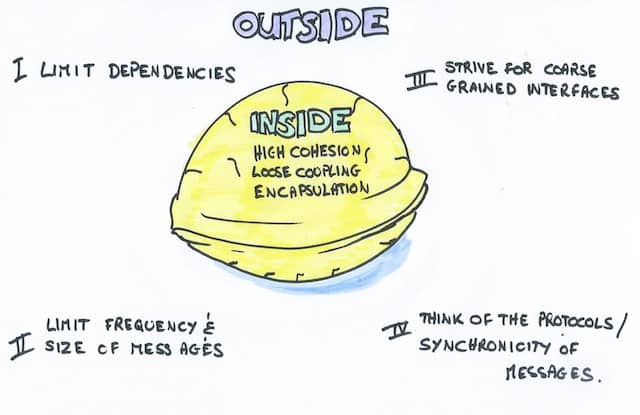 OUTSIDE
I LIMIT DEPENDENCIES
III STRIVE FOR COARSE
GRAINED INTERFACES
INSIDE
HIGH COHESION/
LOOSE COUPLING
ENCAPSULATION
II LIMIT FREQUENCY &
SIZE OF MESSAGES
IV THINK OF THE PROTOCOLS/
SYNCHRONICITY OF
MESSAGES.